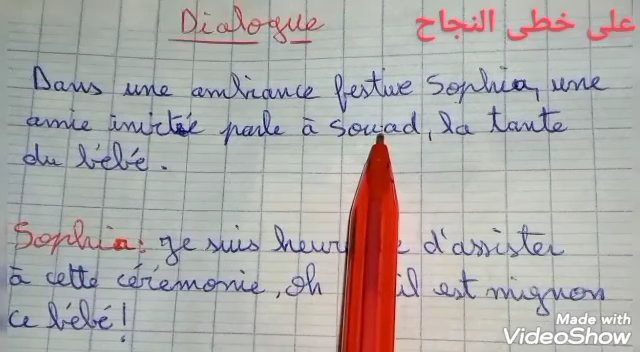 Dialogue
على خطى النجاح
Dans une ambiance festive Sophia, une
amie invitée parle à Souad, la tante
du bébé.
Sophia: je suis d'assister
à cette cérémonie, oh il est mignon
ce bébé!
Made with
VideoShow